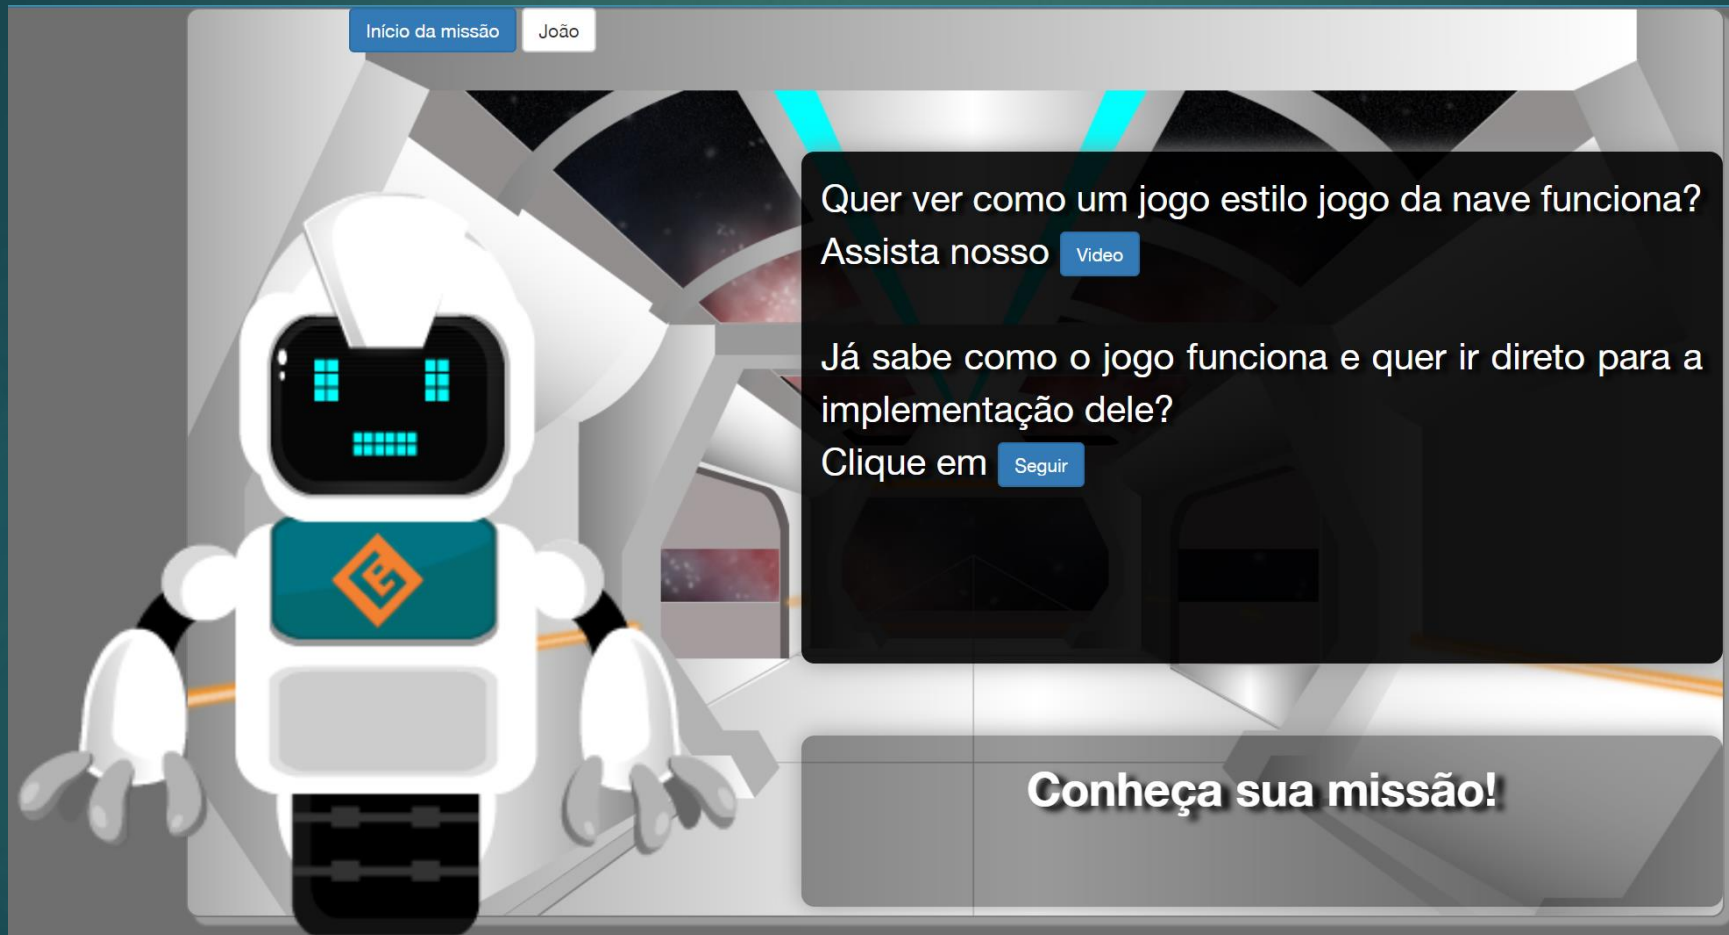 Início da missão João
Quer ver como um jogo estilo jogo da nave funciona?
Assista nosso Video
Já sabe como o jogo funciona e quer ir direto para a
implementação dele?
Clique em Seguir
Conheça sua missão!